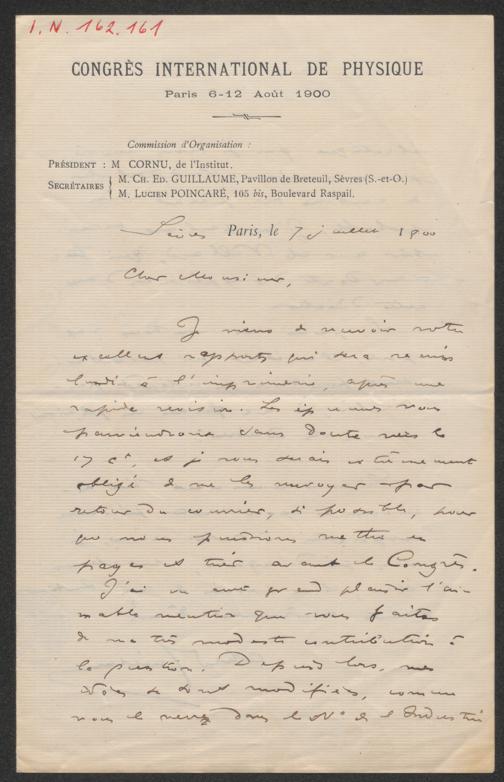 I.N. 162.161
CONGRÈS INTERNATIONAL DE PHYSIQUE
Paris 6-12 Août 1900
Commission d'Organisation :
PRÉSIDENT : M CORNU, de l'Institut.
SECRÉTAIRES { M. CH. ED. GUILLAUME, Pavillon de Breteuil, Sèvres (S.-et-O.)
M. LUCIEN POINCARÉ, 105 bis, Boulevard Raspail.
Sèvres Paris, le 7 juillet 1900
Cher Monsieur,
Je viens de recevoir votre
excellent rapport, qui sera remis
lundi à l'imprimerie, après une
rapide revision. Les épreuves vous
parviendront sans doute vers le
17 ct, et je vous serais extrêmement
obligé de me les renvoyer par
retour du courrier, si possible, pour
que nous puissions mettre en
pages et tirer avant le Congrès.
J'ai vu avec grand plaisir l'ai-
mable mention que vous faites
de ma très modeste contribution à
la question. Depuis lors, mes
idées se sont modifiées, comme
vous le verrez dans le No de l'Industrie